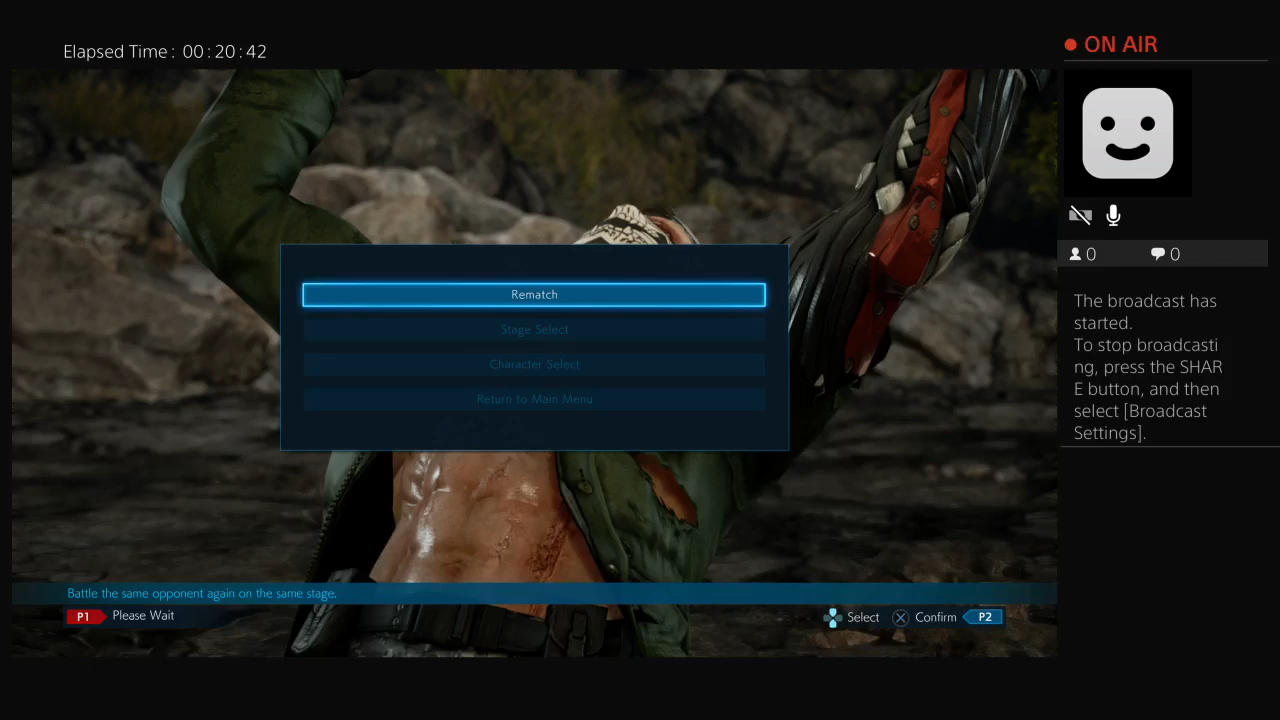 Elapsed Time : 00 : 20 : 42
ON AIR
0 0
The broadcast has
started.
To stop broadcasti
ng, press the SHAR
E button, and then
select [Broadcast
Settings].
Rematch
Stage Select
Character Select
Return to Main Menu
Battle the same opponent again on the same stage.
P1 Please Wait
Select Confirm P2